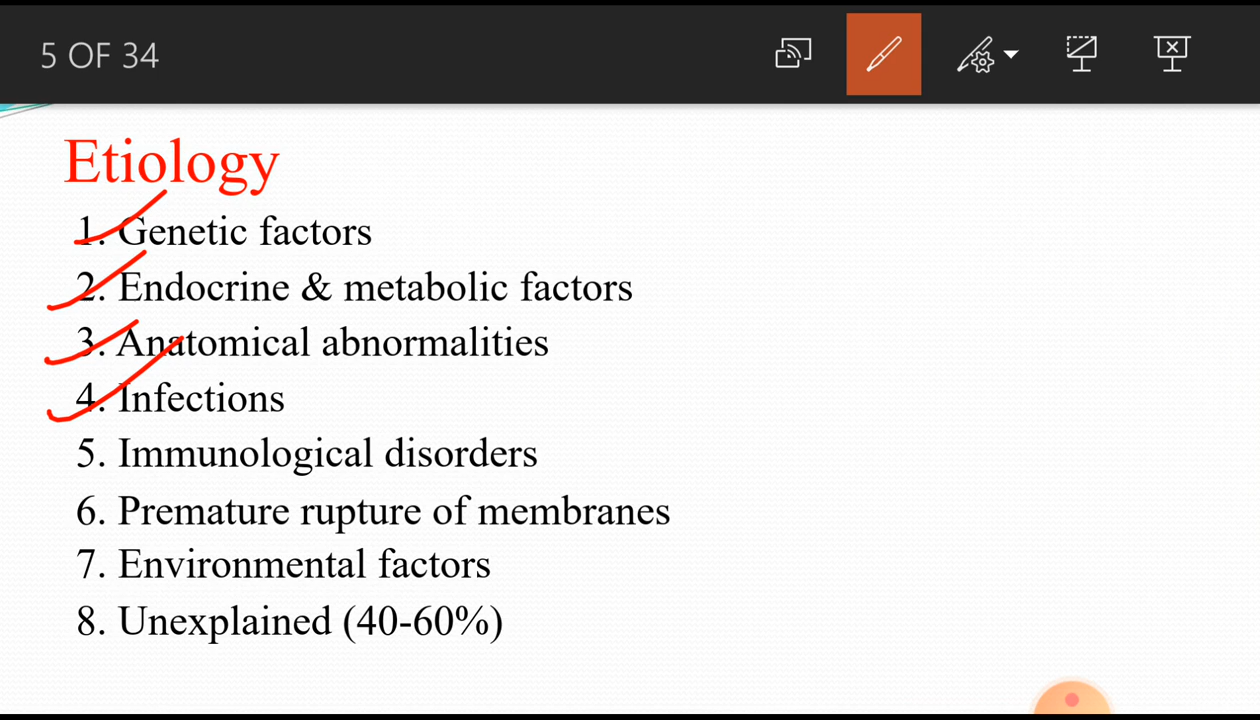 5 OF 34
Etiology
1. Genetic factors
2. Endocrine & metabolic factors
3. Anatomical abnormalities
4. Infections
5. Immunological disorders
6. Premature rupture of membranes
7. Environmental factors
8. Unexplained (40-60%)